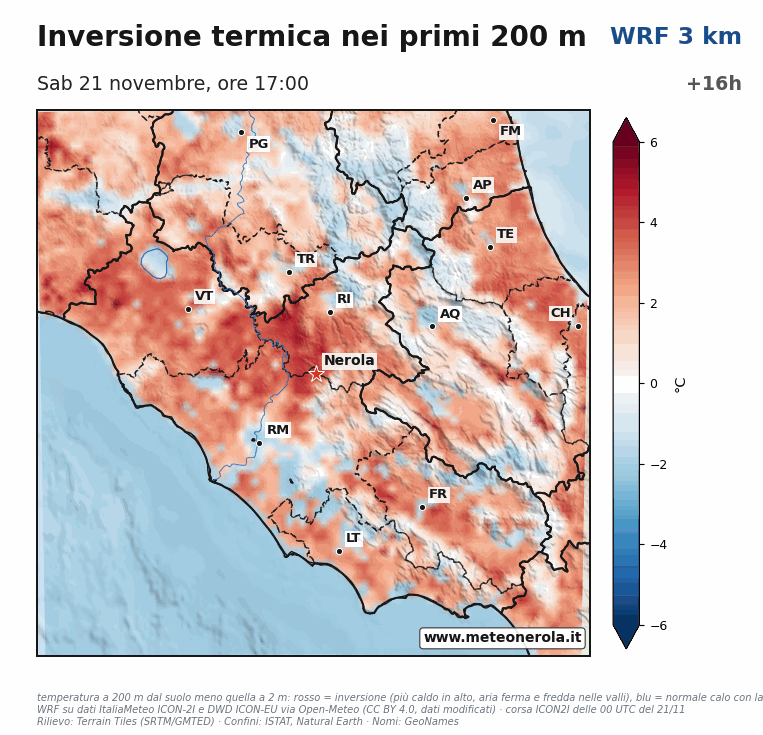 Inversione termica nei primi 200 m
WRF 3 km
Sab 21 novembre, ore 17:00
+16h
FM
PG
AP
TE
TR
VT
RI
AQ
CH
Nerola
RM
FR
LT
6
4
2
0
−2
−4
−6
°C
www.meteonerola.it
temperatura a 200 m dal suolo meno quella a 2 m: rosso = inversione (più caldo in alto, aria ferma e fredda nelle valli), blu = normale calo con la
WRF su dati ItaliaMeteo ICON-2I e DWD ICON-EU via Open-Meteo (CC BY 4.0, dati modificati) · corsa ICON2I delle 00 UTC del 21/11
Rilievo: Terrain Tiles (SRTM/GMTED) · Confini: ISTAT, Natural Earth · Nomi: GeoNames